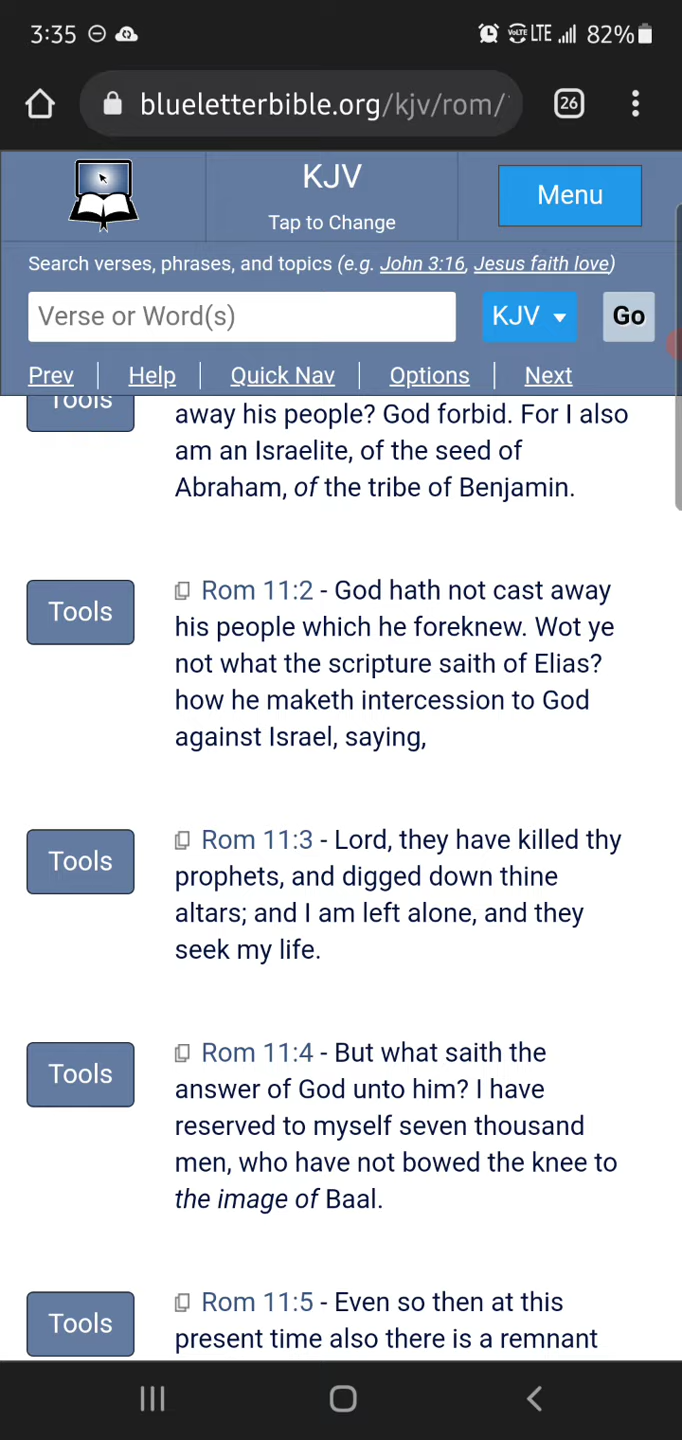 3:35 VoLTE LTE 82%
blueletterbible.org/kjv/rom/ 26
KJV
Tap to Change
Menu
Search verses, phrases, and topics (e.g. John 3:16, Jesus faith love)
Verse or Word(s) KJV Go
Prev | Help | Quick Nav | Options | Next
Tools
away his people? God forbid. For I also
am an Israelite, of the seed of
Abraham, of the tribe of Benjamin.
Tools
Rom 11:2 - God hath not cast away
his people which he foreknew. Wot ye
not what the scripture saith of Elias?
how he maketh intercession to God
against Israel, saying,
Tools
Rom 11:3 - Lord, they have killed thy
prophets, and digged down thine
altars; and I am left alone, and they
seek my life.
Tools
Rom 11:4 - But what saith the
answer of God unto him? I have
reserved to myself seven thousand
men, who have not bowed the knee to
the image of Baal.
Tools
Rom 11:5 - Even so then at this
present time also there is a remnant